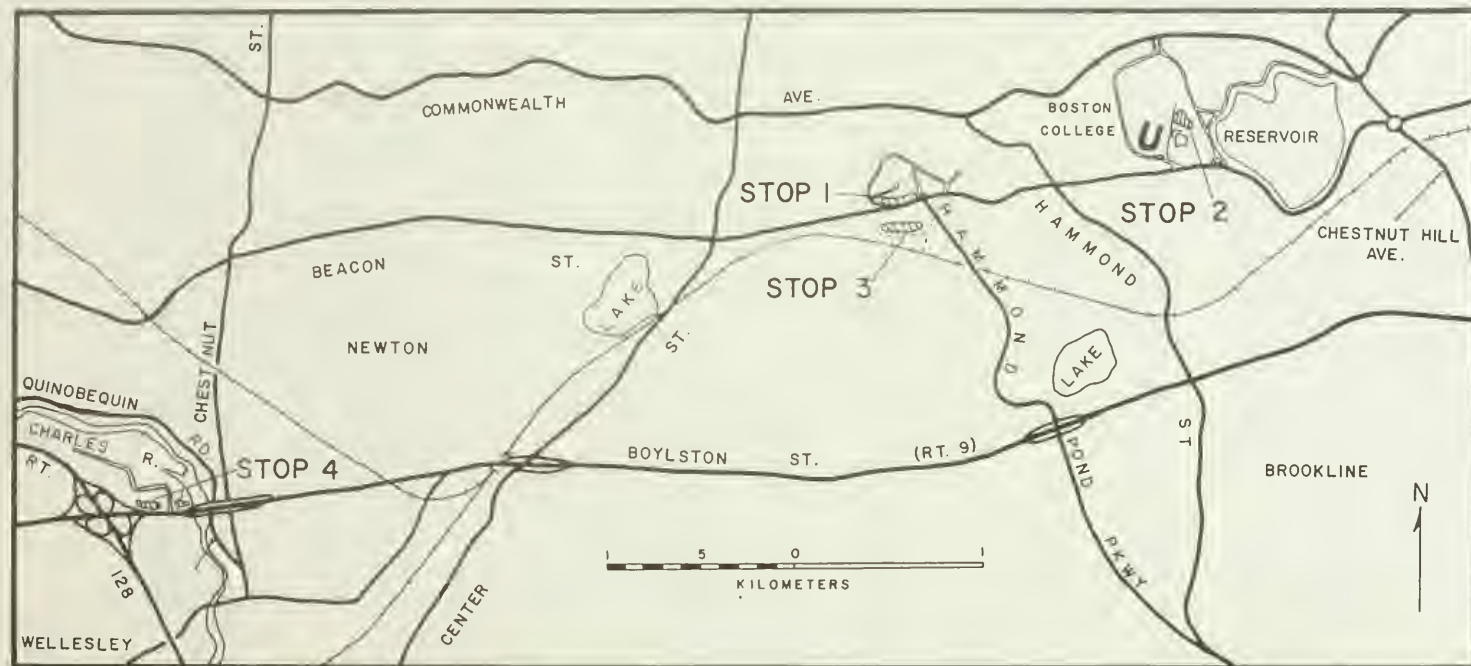 ST.
COMMONWEALTH
AVE.
BOSTON
COLLEGE
U
RESERVOIR
STOP 1
STOP 2
HAMMOND
ST
CHESTNUT HILL
AVE.
BEACON
ST.
STOP 3
HAMMOND
POND
PKWY
LAKE
ST.
NEWTON
CHESTNUT
LAKE
QUINOBEQUIN
RD.
CHARLES
R.
RT.
128
STOP 4
BOYLSTON
ST.
(RT. 9)
BROOKLINE
N
1 5 0 1
KILOMETERS
CENTER
WELLESLEY